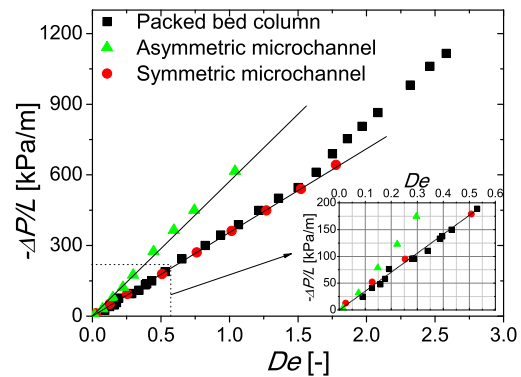 Packed bed column
Asymmetric microchannel
Symmetric microchannel
-ΔP/L [kPa/m]
1200
900
600
300
0
0.0 0.5 1.0 1.5 2.0 2.5 3.0
De [-]
De
0.0 0.1 0.2 0.3 0.4 0.5 0.6
-ΔP/L [kPa/m]
200
150
100
50
0